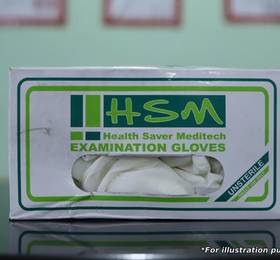 HSM
Health Saver Meditech
EXAMINATION GLOVES
UNSTERILE
*For illustration pu